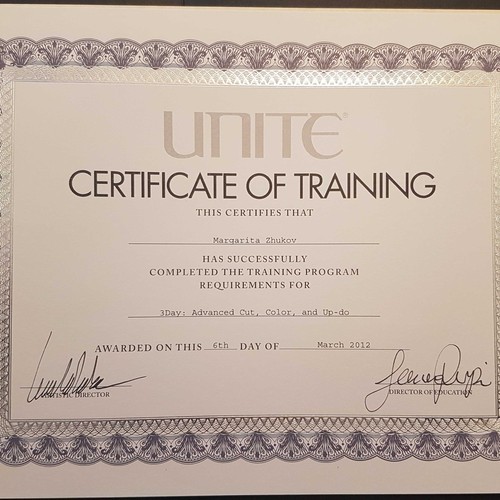 UNITE®
CERTIFICATE OF TRAINING
THIS CERTIFIES THAT
Margarita Zhukov
HAS SUCCESSFULLY
COMPLETED THE TRAINING PROGRAM
REQUIREMENTS FOR
3Day: Advanced Cut, Color, and Up-do
AWARDED ON THIS 6th DAY OF March 2012
ARTISTIC DIRECTOR
DIRECTOR OF EDUCATION